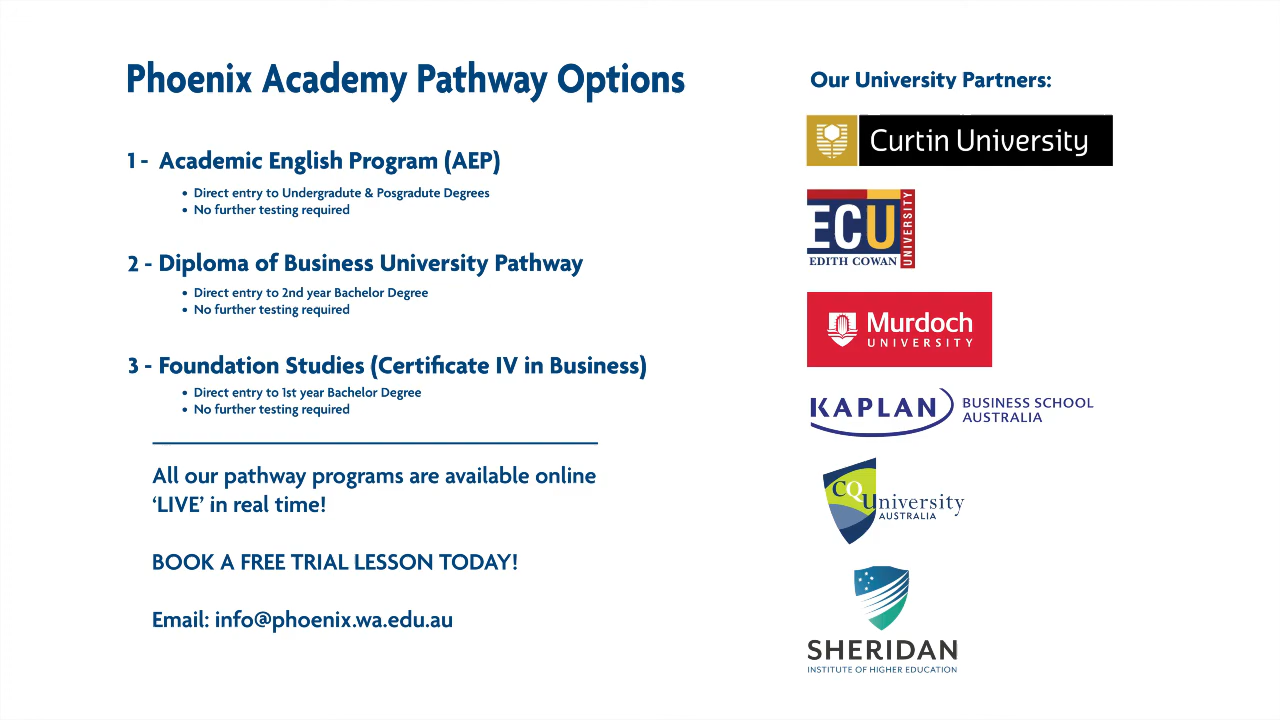 Phoenix Academy Pathway Options
1 - Academic English Program (AEP)
• Direct entry to Undergradute & Posgradute Degrees
• No further testing required
2 - Diploma of Business University Pathway
• Direct entry to 2nd year Bachelor Degree
• No further testing required
3 - Foundation Studies (Certificate IV in Business)
• Direct entry to 1st year Bachelor Degree
• No further testing required
All our pathway programs are available online
‘LIVE’ in real time!
BOOK A FREE TRIAL LESSON TODAY!
Email: info@phoenix.wa.edu.au
Our University Partners:
Curtin University
ECU
UNIVERSITY
EDITH COWAN
Murdoch
UNIVERSITY
KAPLAN
BUSINESS SCHOOL
AUSTRALIA
CQUniversity
AUSTRALIA
SHERIDAN
INSTITUTE OF HIGHER EDUCATION